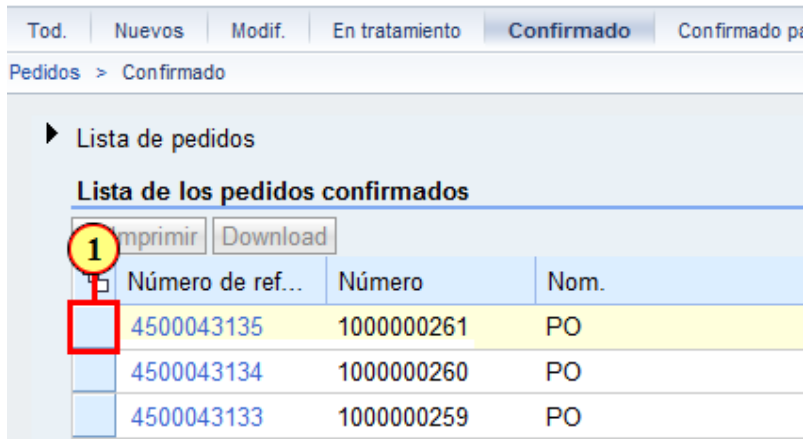 Tod. Nuevos Modif. En tratamiento Confirmado Confirmado pa
Pedidos > Confirmado
Lista de pedidos
Lista de los pedidos confirmados
1 mprimir Download
Número de ref... Número Nom.
4500043135 1000000261 PO
4500043134 1000000260 PO
4500043133 1000000259 PO